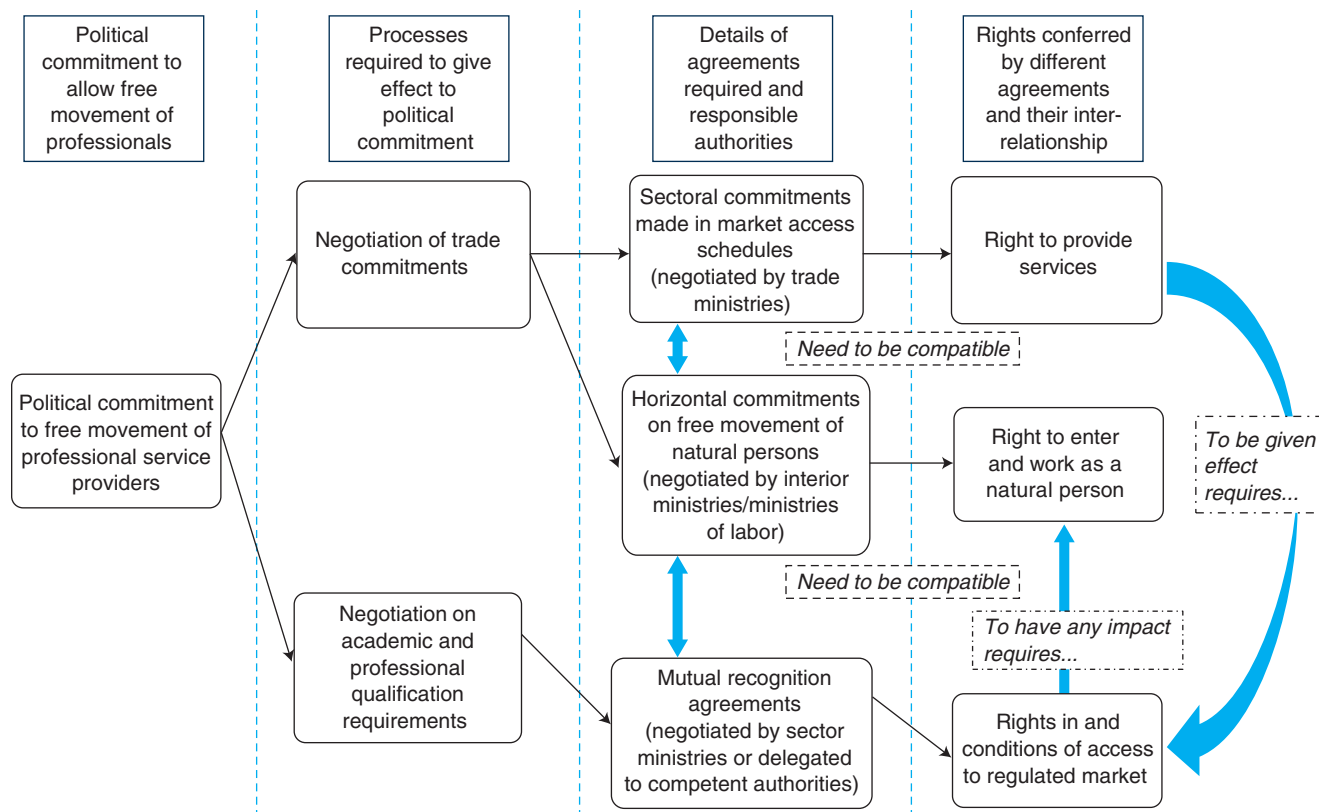 Political
commitment to
allow free
movement of
professionals
Processes
required to give
effect to
political
commitment
Details of
agreements
required and
responsible
authorities
Rights conferred
by different
agreements
and their inter-
relationship
Political commitment
to free movement of
professional service
providers
Negotiation of trade
commitments
Negotiation on
academic and
professional
qualification
requirements
Sectoral commitments
made in market access
schedules
(negotiated by trade
ministries)
Need to be compatible
Horizontal commitments
on free movement of
natural persons
(negotiated by interior
ministries/ministries
of labor)
Need to be compatible
Mutual recognition
agreements
(negotiated by sector
ministries or delegated
to competent authorities)
Right to provide
services
Right to enter
and work as a
natural person
To have any impact
requires...
Rights in and
conditions of access
to regulated market
To be given
effect
requires...